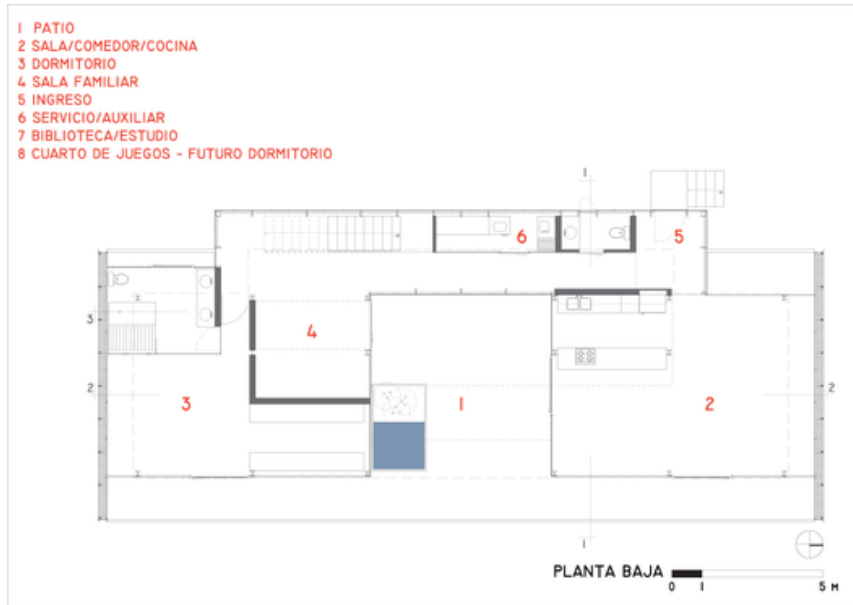 1 PATIO
2 SALA/COMEDOR/COCINA
3 DORMITORIO
4 SALA FAMILIAR
5 INGRESO
6 SERVICIO/AUXILIAR
7 BIBLIOTECA/ESTUDIO
8 CUARTO DE JUEGOS - FUTURO DORMITORIO
1
6
5
3
4
2
3
1
2
2
1
PLANTA BAJA
0 1 5 M